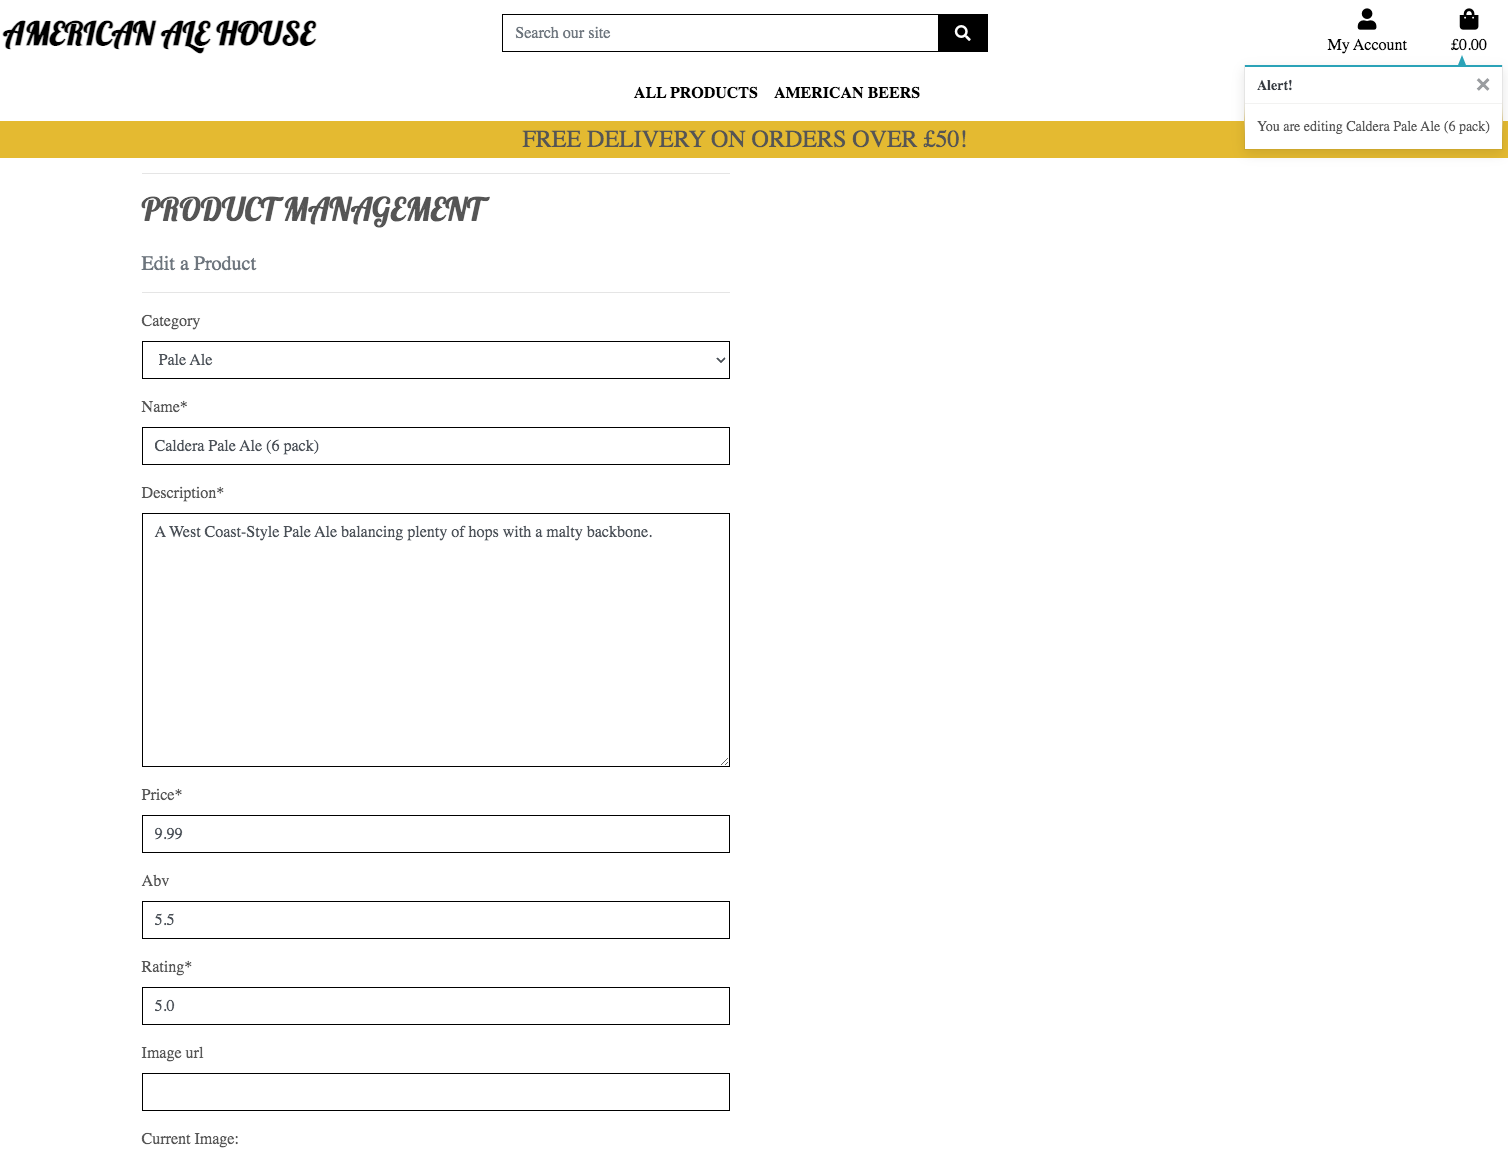 AMERICAN ALE HOUSE
Search our site
My Account
£0.00
ALL PRODUCTS AMERICAN BEERS
Alert!
You are editing Caldera Pale Ale (6 pack)
FREE DELIVERY ON ORDERS OVER £50!
PRODUCT MANAGEMENT
Edit a Product
Category
Pale Ale
Name*
Caldera Pale Ale (6 pack)
Description*
A West Coast-Style Pale Ale balancing plenty of hops with a malty backbone.
Price*
9.99
Abv
5.5
Rating*
5.0
Image url
Current Image: